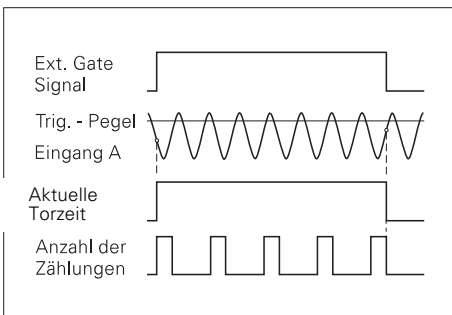 Ext. Gate
Signal
Trig. - Pegel
Eingang A
Aktuelle
Torzeit
Anzahl der
Zählungen